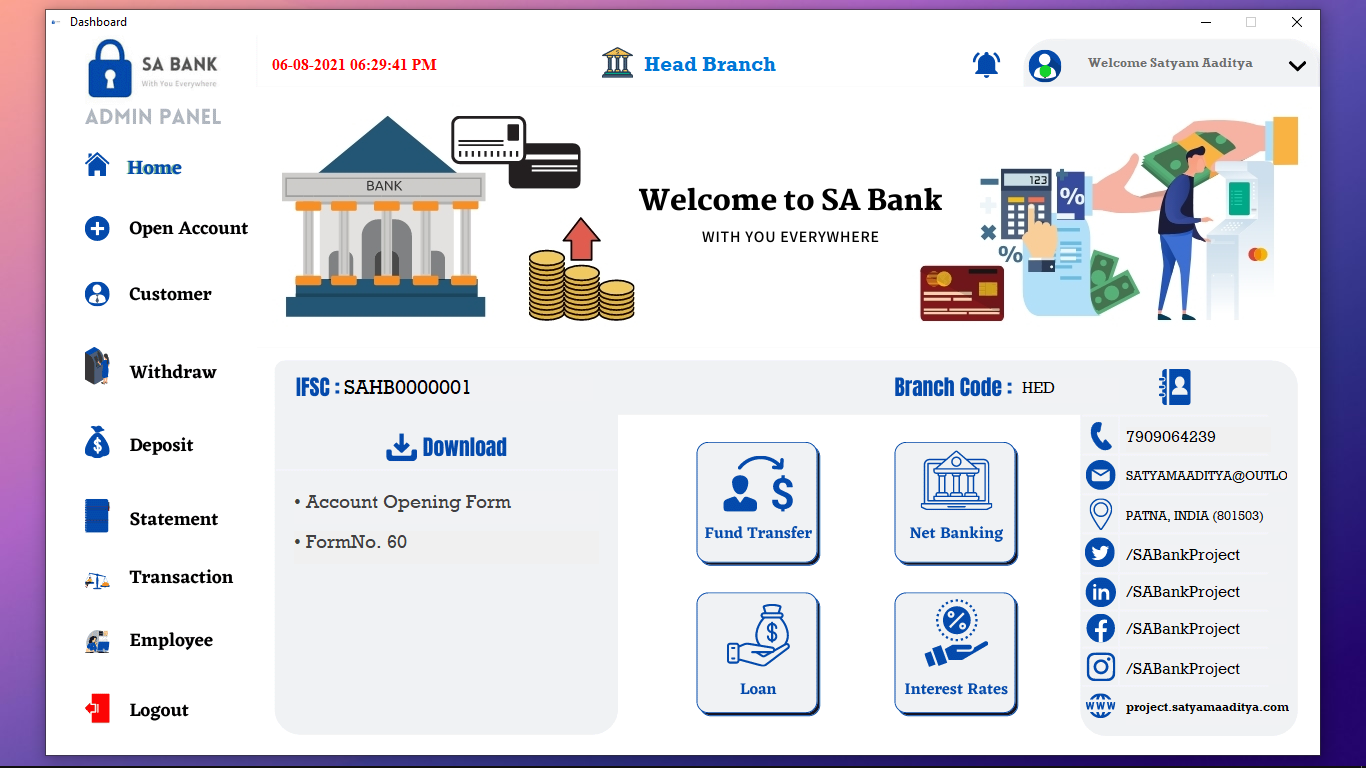 Dashboard
SA BANK
With You Everywhere
ADMIN PANEL
06-08-2021 06:29:41 PM
Head Branch
Welcome Satyam Aaditya
Home
Open Account
Customer
Withdraw
Deposit
Statement
Transaction
Employee
Logout
BANK
Welcome to SA Bank
WITH YOU EVERYWHERE
123
%
%
IFSC : SAHB0000001
Branch Code : HED
Download
• Account Opening Form
• FormNo. 60
Fund Transfer
Net Banking
Loan
Interest Rates
7909064239
SATYAMAADITYA@OUTLO
PATNA, INDIA (801503)
/SABankProject
/SABankProject
/SABankProject
/SABankProject
WWW
project.satyamaaditya.com